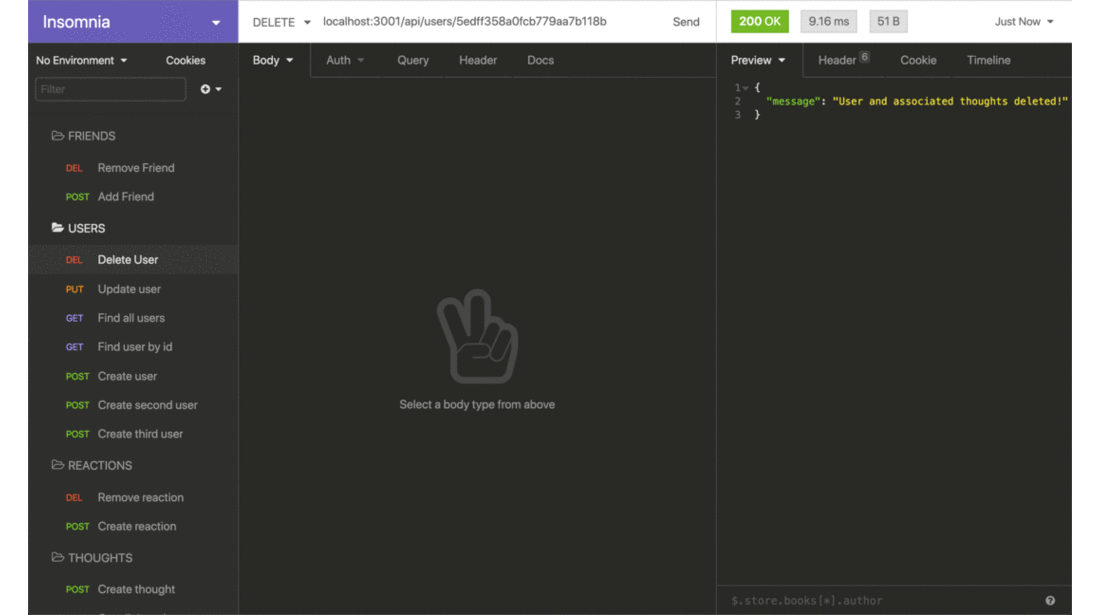 Insomnia
DELETE localhost:3001/api/users/5edff358a0fcb779aa7b118b Send
200 OK 9.16 ms 51 B Just Now
No Environment Cookies
Body Auth Query Header Docs
Preview Header 6 Cookie Timeline
Filter
1 {
2 "message": "User and associated thoughts deleted!"
3 }
FRIENDS
DEL Remove Friend
POST Add Friend
USERS
DEL Delete User
PUT Update user
GET Find all users
GET Find user by id
POST Create user
POST Create second user
POST Create third user
REACTIONS
DEL Remove reaction
POST Create reaction
THOUGHTS
POST Create thought
Select a body type from above
$.store.books[*].author